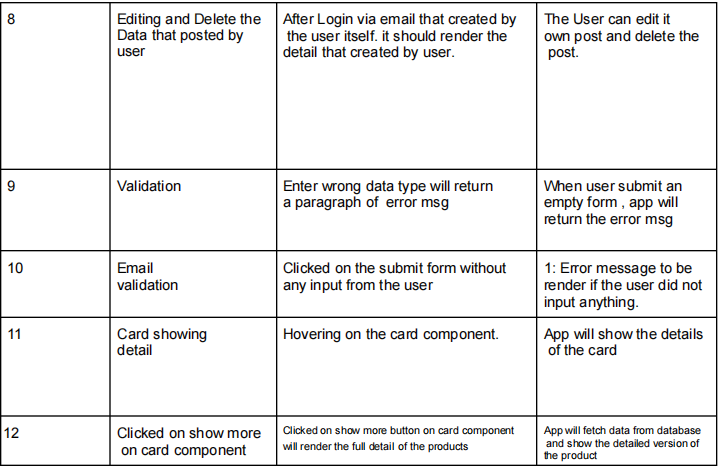 8
Editing and Delete the
Data that posted by
user
After Login via email that created by
the user itself. it should render the
detail that created by user.
The User can edit it
own post and delete the
post.
9
Validation
Enter wrong data type will return
a paragraph of error msg
When user submit an
empty form , app will
return the error msg
10
Email
validation
Clicked on the submit form without
any input from the user
1: Error message to be
render if the user did not
input anything.
11
Card showing
detail
Hovering on the card component.
App will show the details
of the card
12
Clicked on show more
on card component
Clicked on show more button on card component
will render the full detail of the products
App will fetch data from database
and show the detailed version of
the product